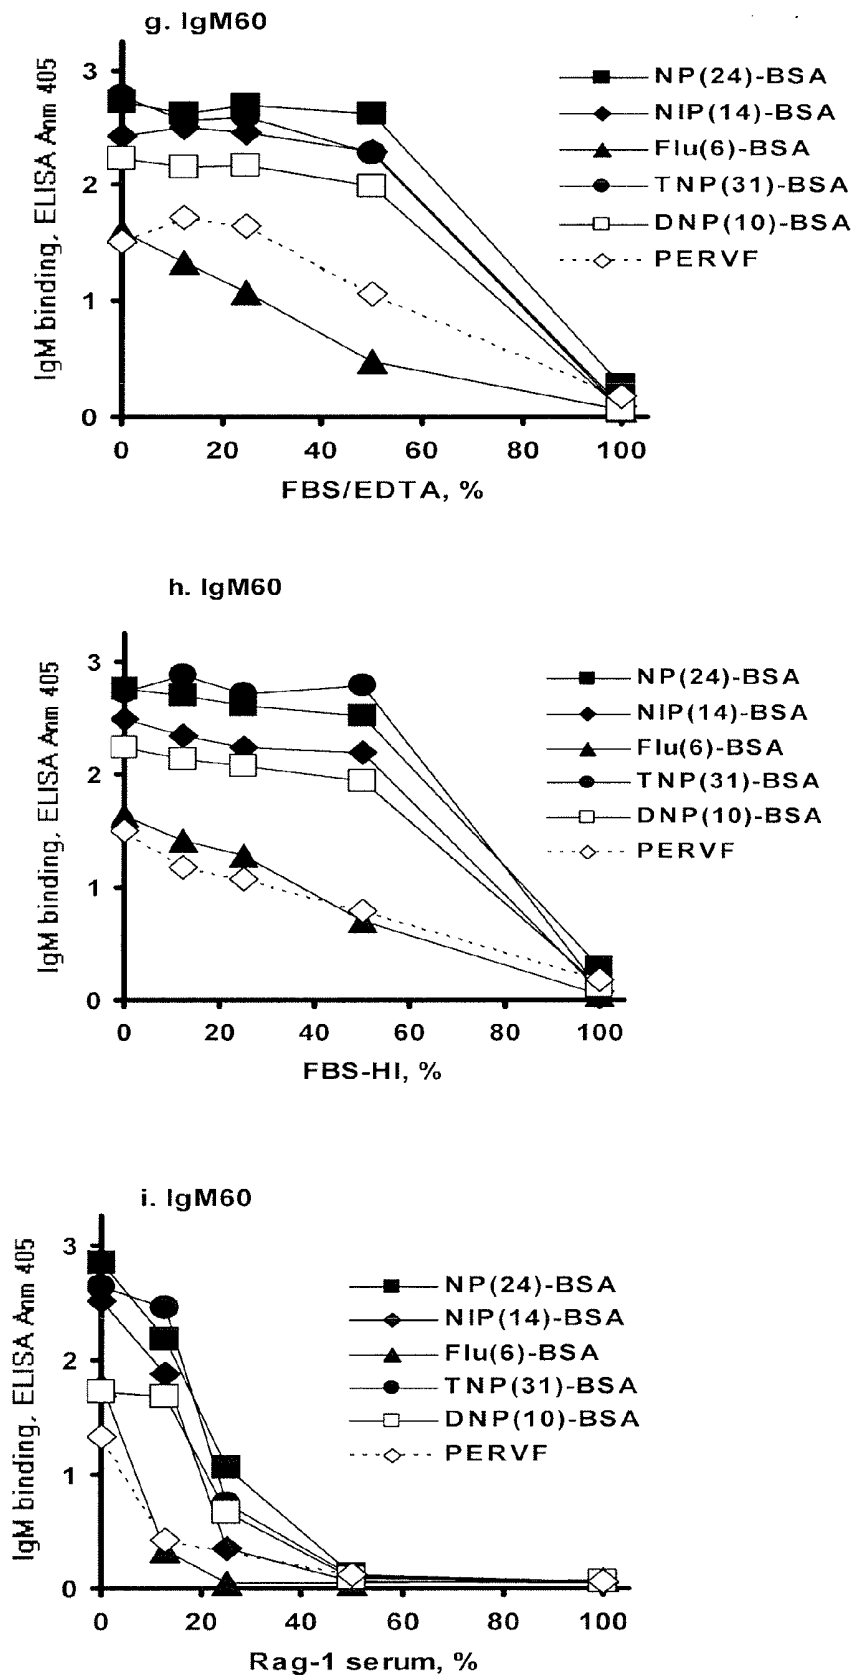 g. IgM60
IgM binding, ELISA Anm 405
3
2
1
0
0 20 40 60 80 100
FBS/EDTA, %
NP(24)-BSA
NIP(14)-BSA
Flu(6)-BSA
TNP(31)-BSA
DNP(10)-BSA
PERVF
h. IgM60
IgM binding, ELISA Anm 405
3
2
1
0
0 20 40 60 80 100
FBS-HI, %
NP(24)-BSA
NIP(14)-BSA
Flu(6)-BSA
TNP(31)-BSA
DNP(10)-BSA
PERVF
i. IgM60
IgM binding, ELISA Anm 405
3
2
1
0
0 20 40 60 80 100
Rag-1 serum, %
NP(24)-BSA
NIP(14)-BSA
Flu(6)-BSA
TNP(31)-BSA
DNP(10)-BSA
PERVF